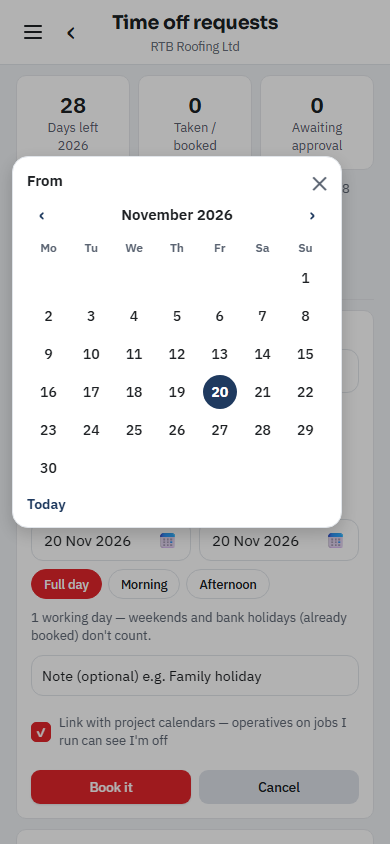 Time off requests
RTB Roofing Ltd
28 0 0
Days left Taken / Awaiting
2026 booked approval
8
From
‹ November 2026 ›
Mo Tu We Th Fr Sa Su
1
2 3 4 5 6 7 8
9 10 11 12 13 14 15
16 17 18 19 20 21 22
23 24 25 26 27 28 29
30
Today
20 Nov 2026 20 Nov 2026
Full day Morning Afternoon
1 working day — weekends and bank holidays (already
booked) don't count.
Note (optional) e.g. Family holiday
Link with project calendars — operatives on jobs I
run can see I'm off
Book it Cancel